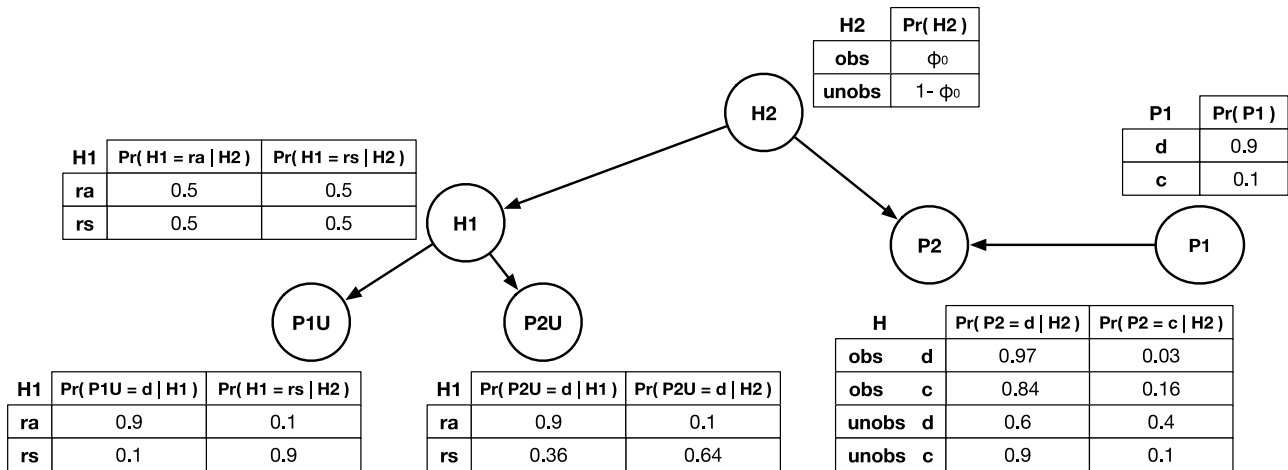 H2 Pr( H2 )
obs φ₀
unobs 1- φ₀
H2
P1 Pr( P1 )
d 0.9
c 0.1
H1 Pr( H1 = ra | H2 ) Pr( H1 = rs | H2 )
ra 0.5 0.5
rs 0.5 0.5
H1
P2
P1
P1U
P2U
H1 Pr( P1U = d | H1 ) Pr( H1 = rs | H2 )
ra 0.9 0.1
rs 0.1 0.9
H1 Pr( P2U = d | H1 ) Pr( P2U = d | H2 )
ra 0.9 0.1
rs 0.36 0.64
H Pr( P2 = d | H2 ) Pr( P2 = c | H2 )
obs d 0.97 0.03
obs c 0.84 0.16
unobs d 0.6 0.4
unobs c 0.9 0.1